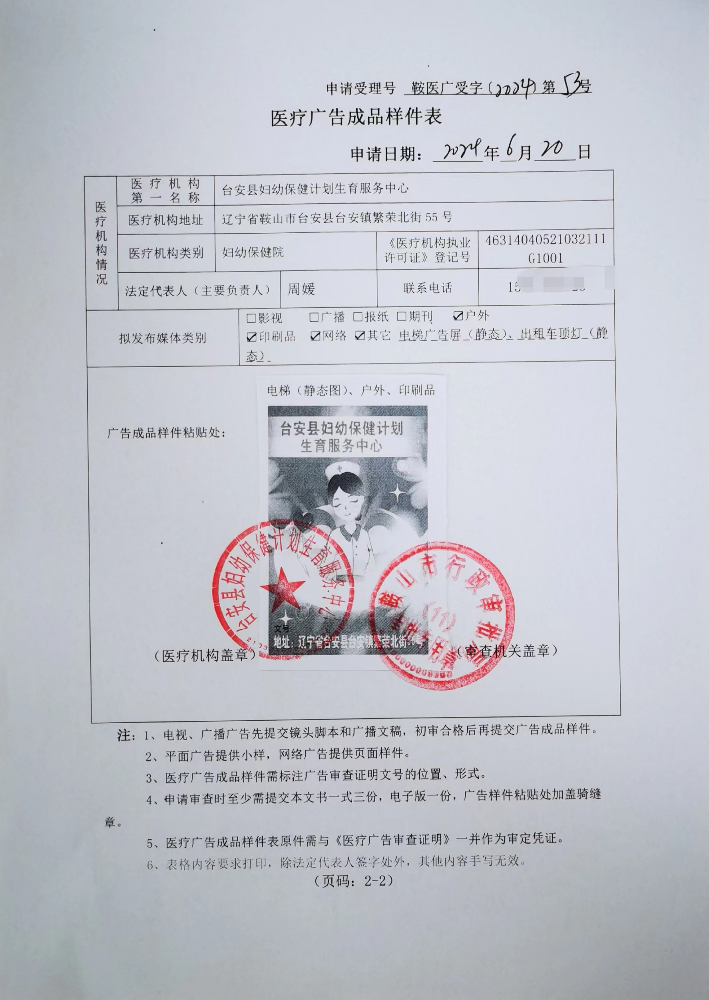 申请受理号 鞍医广受字(2024)第53号
医疗广告成品样件表
申请日期： 2024年6月20日
医疗机构情况
医疗机构
第一名称
台安县妇幼保健计划生育服务中心
医疗机构地址
辽宁省鞍山市台安县台安镇繁荣北街 55 号
医疗机构类别
妇幼保健院
《医疗机构执业
许可证》登记号
46314040521032111
G1001
法定代表人（主要负责人）
周媛
联系电话
15
拟发布媒体类别
□影视 □广播 □报纸 □期刊 ☑户外
☑印刷品 ☑网络 ☑其它 电梯广告屏（静态）、出租车顶灯（静
态）
电梯（静态图）、户外、印刷品
台安县妇幼保健计划
生育服务中心
广告成品样件粘贴处：
台安县妇幼保健计划生育服务中心
鞍山市行政审批局
(11)
文号
地址：辽宁省台安县台安镇繁荣北街55号
（医疗机构盖章）
（审查机关盖章）
注：1、电视、广播广告先提交镜头脚本和广播文稿，初审合格后再提交广告成品样件。
2、平面广告提供小样，网络广告提供页面样件。
3、医疗广告成品样件需标注广告审查证明文号的位置、形式。
4、申请审查时至少需提交本文书一式三份，电子版一份，广告样件粘贴处加盖骑缝
章。
5、医疗广告成品样件表原件需与《医疗广告审查证明》一并作为审定凭证。
6、表格内容要求打印，除法定代表人签字处外，其他内容手写无效。
（页码：2-2）